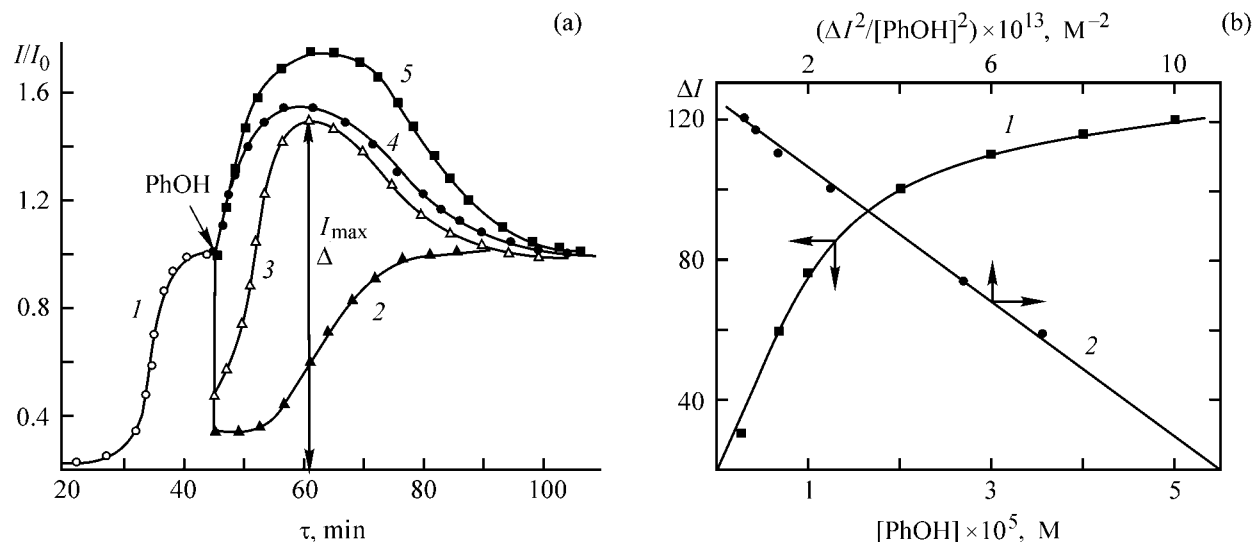 (a)
I/I₀
1.6
1.2
0.8
0.4
PhOH
1
2
3
4
5
I_max
Δ
20 40 60 80 100
τ, min
(b)
(ΔI²/[PhOH]²) ×10¹³, M⁻²
2 6 10
ΔI
120
80
40
1
2
1 3 5
[PhOH] ×10⁵, M